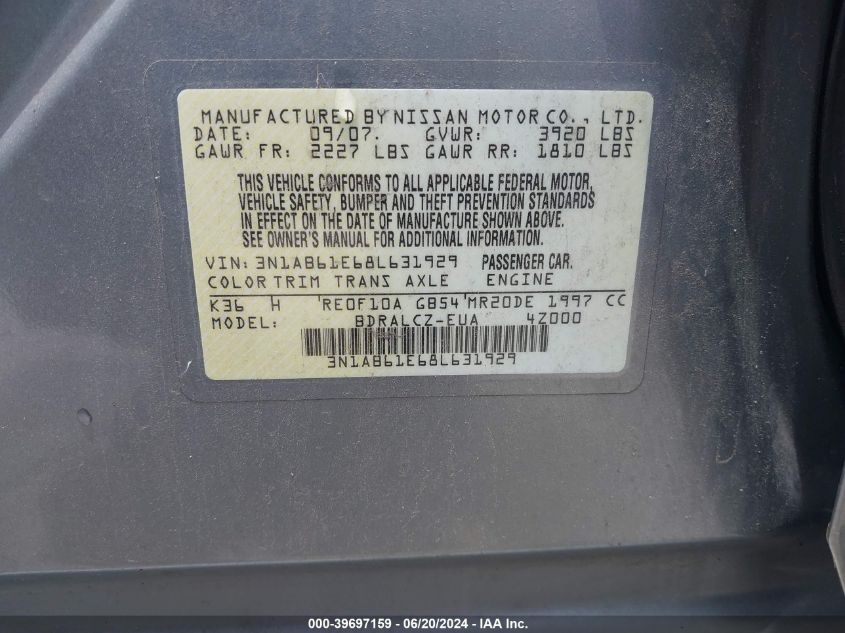 MANUFACTURED BY NISSAN MOTOR CO., LTD.
DATE: 09/07. GVWR: 3920 LBS
GAWR FR: 2227 LBS GAWR RR: 1810 LBS
THIS VEHICLE CONFORMS TO ALL APPLICABLE FEDERAL MOTOR,
VEHICLE SAFETY, BUMPER AND THEFT PREVENTION STANDARDS
IN EFFECT ON THE DATE OF MANUFACTURE SHOWN ABOVE.
SEE OWNER'S MANUAL FOR ADDITIONAL INFORMATION.
VIN: 3N1AB61E68L631929 PASSENGER CAR.
COLOR TRIM TRANS AXLE ENGINE
K36 H RE0F10A GB54 MR20DE 1997 CC
MODEL: BDRALCZ-EUA 4Z000
3N1AB61E68L631929
000-39697159 — 06/20/2024 — IAA Inc.